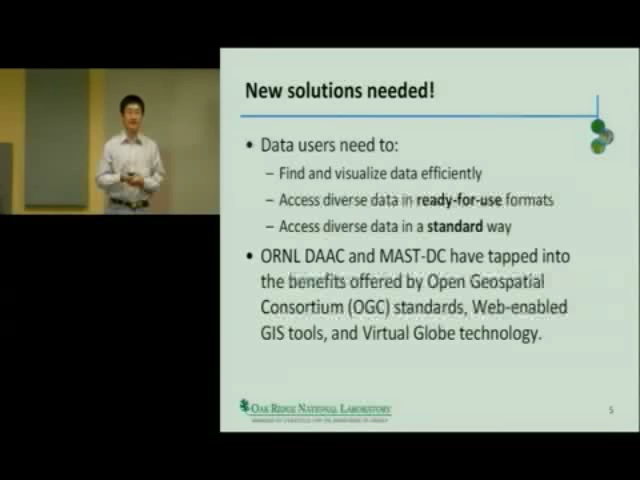 New solutions needed!
• Data users need to:
– Find and visualize data efficiently
– Access diverse data in ready-for-use formats
– Access diverse data in a standard way
• ORNL DAAC and MAST-DC have tapped into
the benefits offered by Open Geospatial
Consortium (OGC) standards, Web-enabled
GIS tools, and Virtual Globe technology.
OAK RIDGE NATIONAL LABORATORY
5